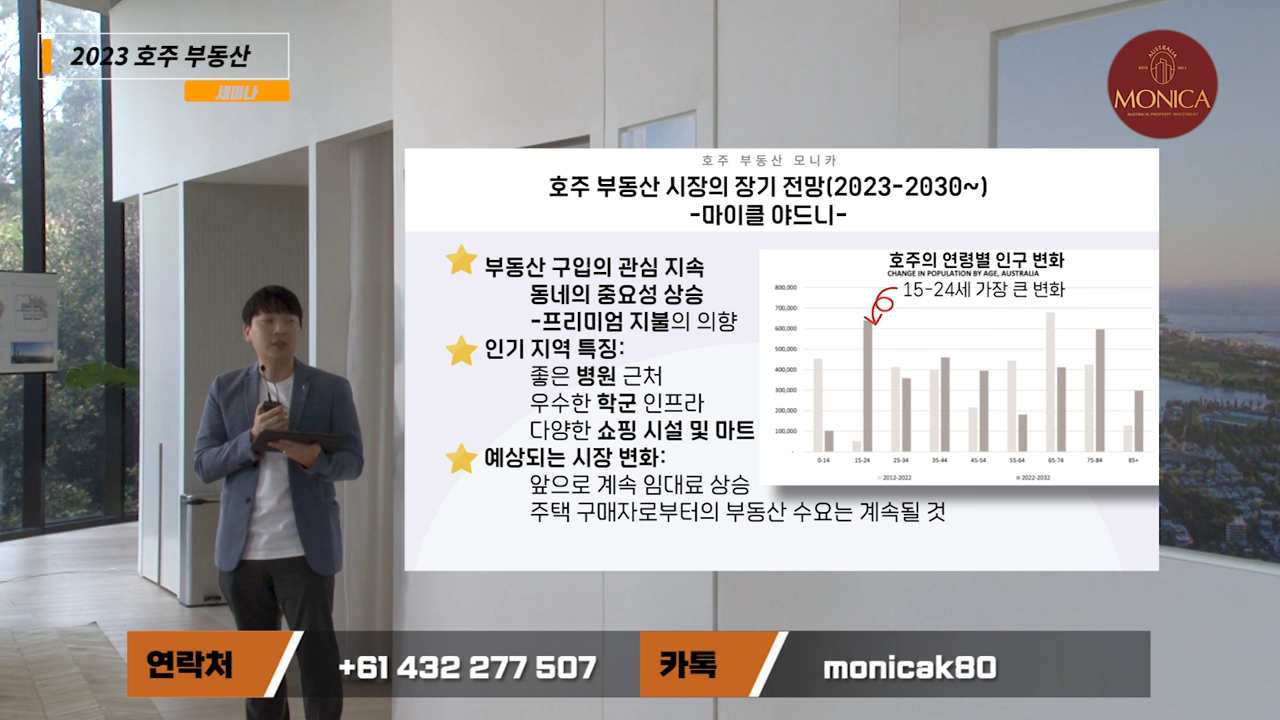 2023 호주 부동산
세미나
AUSTRALIA
MONICA
AUSTRALIA PROPERTY INVESTMENT
호주 부동산 모니카
호주 부동산 시장의 장기 전망(2023-2030~)
-마이클 야드니-
부동산 구입의 관심 지속
동네의 중요성 상승
-프리미엄 지불의 의향
인기 지역 특징:
좋은 병원 근처
우수한 학군 인프라
다양한 쇼핑 시설 및 마트
예상되는 시장 변화:
앞으로 계속 임대료 상승
주택 구매자로부터의 부동산 수요는 계속될 것
호주의 연령별 인구 변화
CHANGE IN POPULATION BY AGE, AUSTRALIA
15-24세 가장 큰 변화
800,000
700,000
600,000
500,000
400,000
300,000
200,000
100,000
-
0-14 15-24 25-34 35-44 45-54 55-64 65-74 75-84 85+
2012-2022 2022-2032
연락처 +61 432 277 507 카톡 monicak80